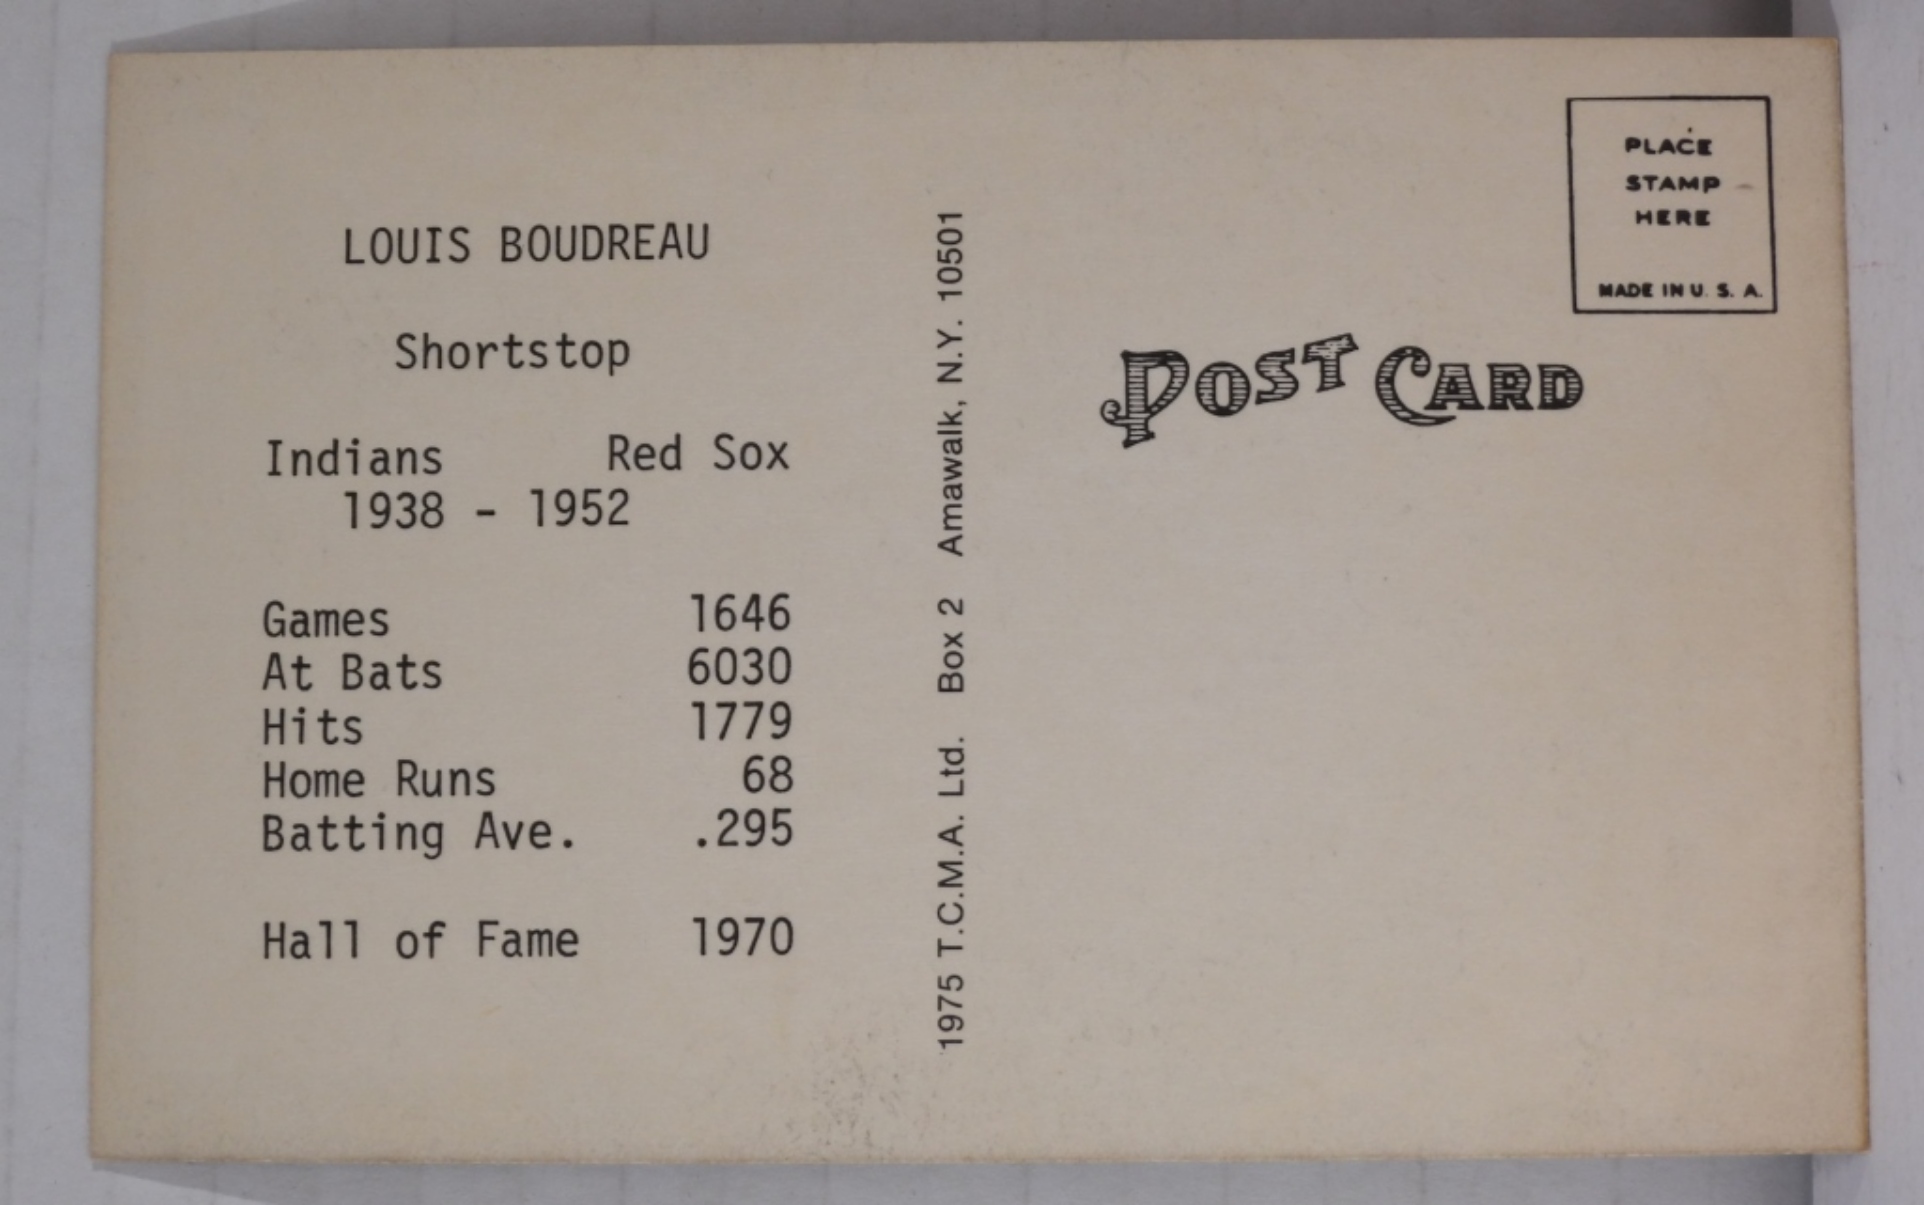 LOUIS BOUDREAU
Shortstop
Indians Red Sox
1938 - 1952
Games 1646
At Bats 6030
Hits 1779
Home Runs 68
Batting Ave. .295
Hall of Fame 1970
1975 T.C.M.A. Ltd. Box 2 Amawalk, N.Y. 10501
PLACE
STAMP
HERE
MADE IN U. S. A.
POST CARD